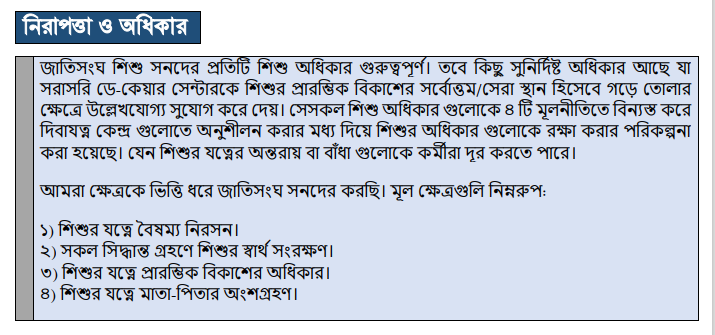 নিরাপত্তা ও অধিকার
জাতিসংঘ শিশু সনদের প্রতিটি শিশু অধিকার গুরুত্বপূর্ণ। তবে কিছু সুনির্দিষ্ট অধিকার আছে যা
সরাসরি ডে-কেয়ার সেন্টারকে শিশুর প্রারম্ভিক বিকাশের সর্বোত্তম/সেরা স্থান হিসেবে গড়ে তোলার
ক্ষেত্রে উল্লেখযোগ্য সুযোগ করে দেয়। সেসকল শিশু অধিকার গুলোকে ৪ টি মূলনীতিতে বিন্যস্ত করে
দিবাযত্ন কেন্দ্র গুলোতে অনুশীলন করার মধ্য দিয়ে শিশুর অধিকার গুলোকে রক্ষা করার পরিকল্পনা
করা হয়েছে। যেন শিশুর যত্নের অন্তরায় বা বাঁধা গুলোকে কর্মীরা দূর করতে পারে।
আমরা ক্ষেত্রকে ভিত্তি ধরে জাতিসংঘ সনদের করছি। মূল ক্ষেত্রগুলি নিম্নরুপ:
১) শিশুর যত্নে বৈষম্য নিরসন।
২) সকল সিদ্ধান্ত গ্রহণে শিশুর স্বার্থ সংরক্ষণ।
৩) শিশুর যত্নে প্রারম্ভিক বিকাশের অধিকার।
৪) শিশুর যত্নে মাতা-পিতার অংশগ্রহণ।